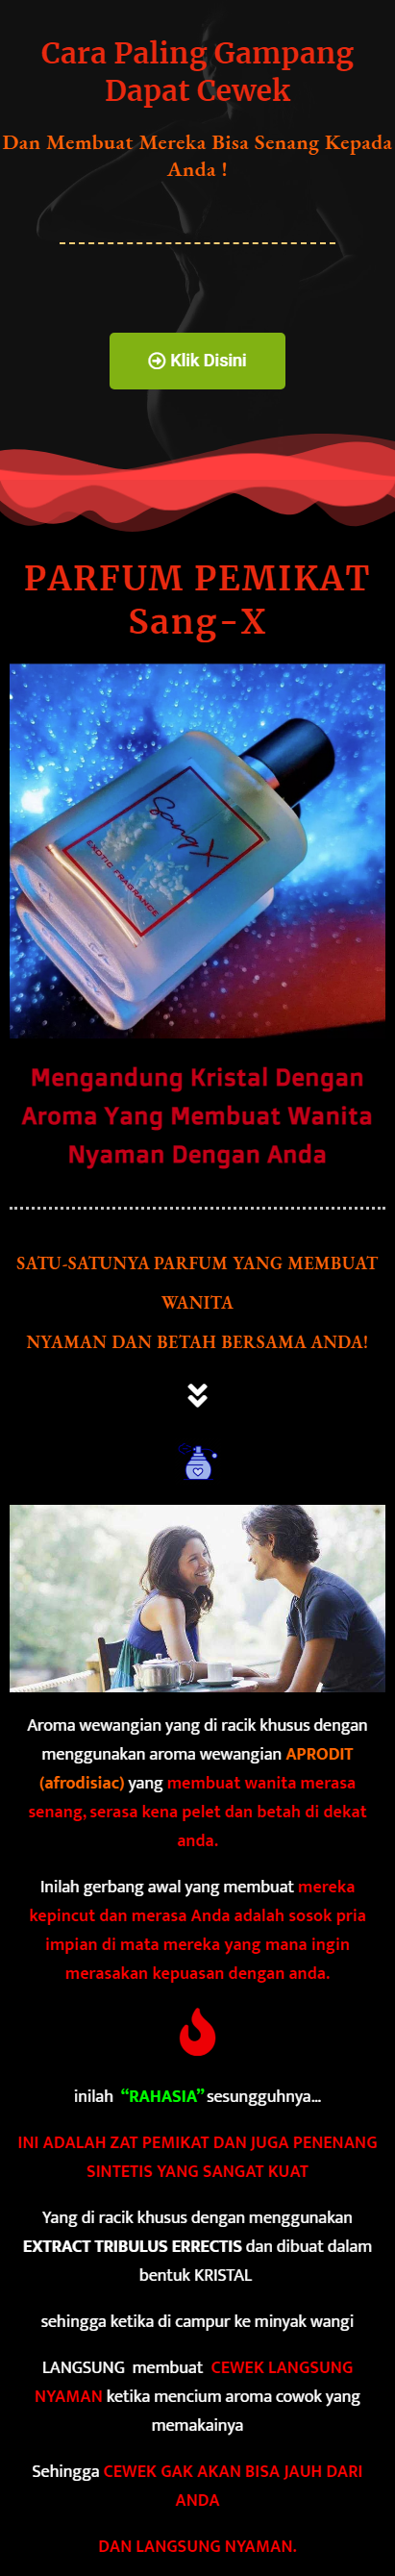 Cara Paling Gampang
Dapat Cewek
Dan Membuat Mereka Bisa Senang Kepada
Anda !
Klik Disini
PARFUM PEMIKAT
Sang-X
Sang X
EXOTIC FRAGRANCE
Mengandung Kristal Dengan
Aroma Yang Membuat Wanita
Nyaman Dengan Anda
SATU-SATUNYA PARFUM YANG MEMBUAT
WANITA
NYAMAN DAN BETAH BERSAMA ANDA!
Aroma wewangian yang di racik khusus dengan
menggunakan aroma wewangian APRODIT
(afrodisiac) yang membuat wanita merasa
senang, serasa kena pelet dan betah di dekat
anda.
Inilah gerbang awal yang membuat mereka
kepincut dan merasa Anda adalah sosok pria
impian di mata mereka yang mana ingin
merasakan kepuasan dengan anda.
inilah “RAHASIA” sesungguhnya...
INI ADALAH ZAT PEMIKAT DAN JUGA PENENANG
SINTETIS YANG SANGAT KUAT
Yang di racik khusus dengan menggunakan
EXTRACT TRIBULUS ERRECTIS dan dibuat dalam
bentuk KRISTAL
sehingga ketika di campur ke minyak wangi
LANGSUNG membuat CEWEK LANGSUNG
NYAMAN ketika mencium aroma cowok yang
memakainya
Sehingga CEWEK GAK AKAN BISA JAUH DARI
ANDA
DAN LANGSUNG NYAMAN.